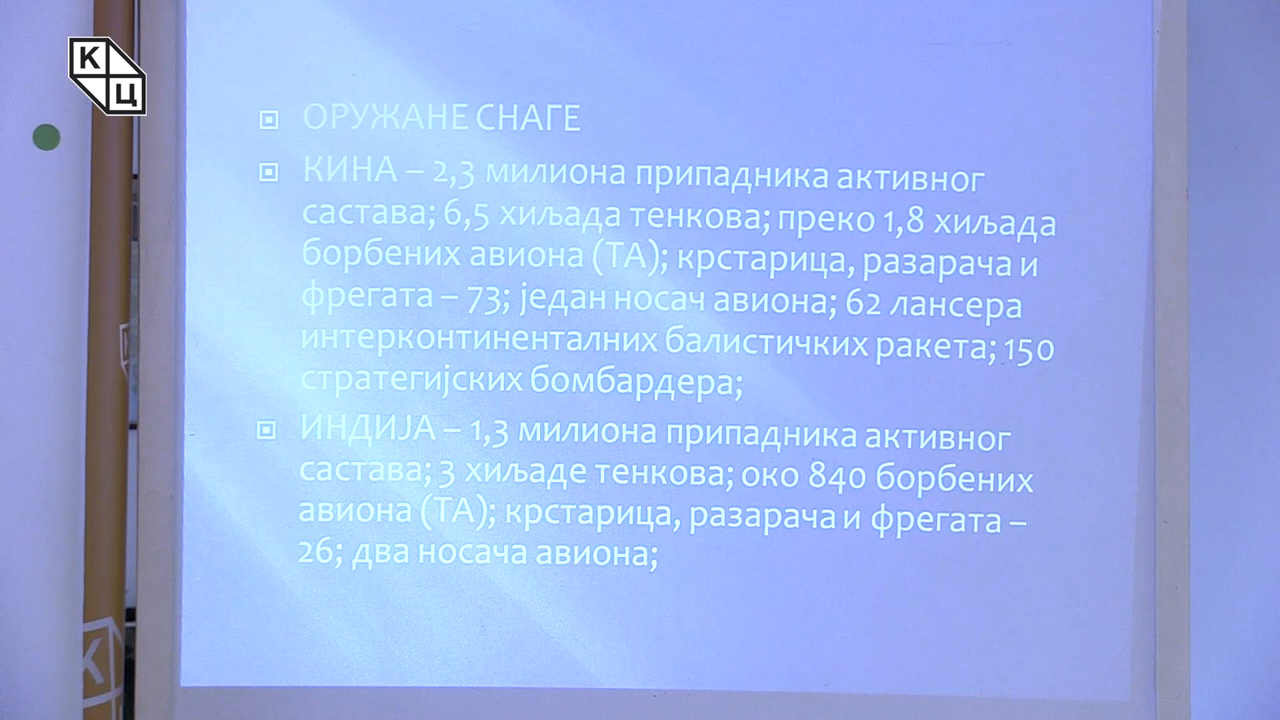 К
Ц
ОРУЖАНЕ СНАГЕ
КИНА – 2,3 милиона припадника активног
састава; 6,5 хиљада тенкова; преко 1,8 хиљада
борбених авиона (ТА); крстарица, разарача и
фрегата – 73; један носач авиона; 62 лансера
интерконтиненталних балистичких ракета; 150
стратегијских бомбардера;
ИНДИЈА – 1,3 милиона припадника активног
састава; 3 хиљаде тенкова; око 840 борбених
авиона (ТА); крстарица, разарача и фрегата –
26; два носача авиона;
К